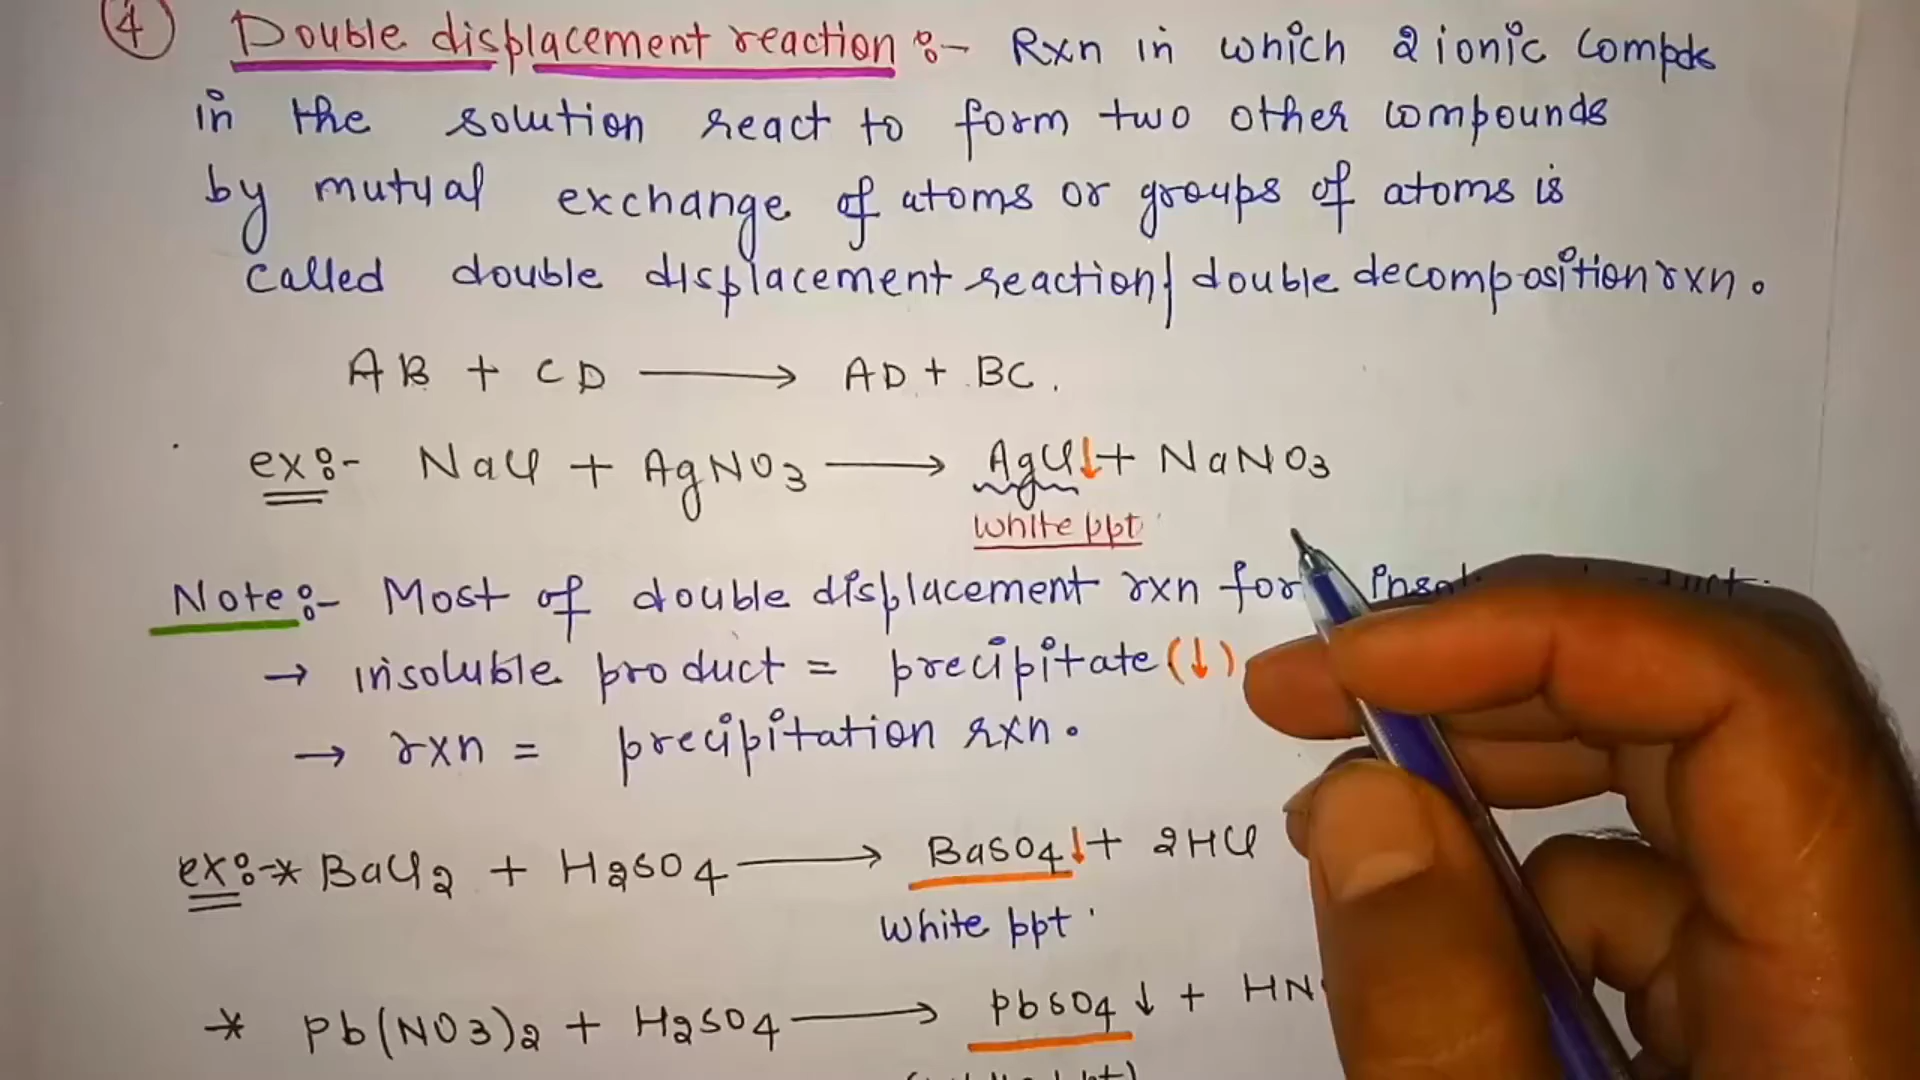 4 Double displacement reaction :- Rxn in which 2 ionic compds
in the solution react to form two other compounds
by mutual exchange of atoms or groups of atoms is
called double displacement reaction/ double decomposition rxn.
AB + CD ⟶ AD + BC.
ex:- NaCl + AgNO3 ⟶ AgCl↓ + NaNO3
white ppt
Note:- Most of double displacement rxn
→ insoluble product = precipitate (↓)
→ rxn = precipitation rxn.
ex:-* BaCl2 + H2SO4 ⟶ BaSO4↓ + 2HCl
white ppt
* Pb(NO3)2 + H2SO4 ⟶ PbSO4↓ +